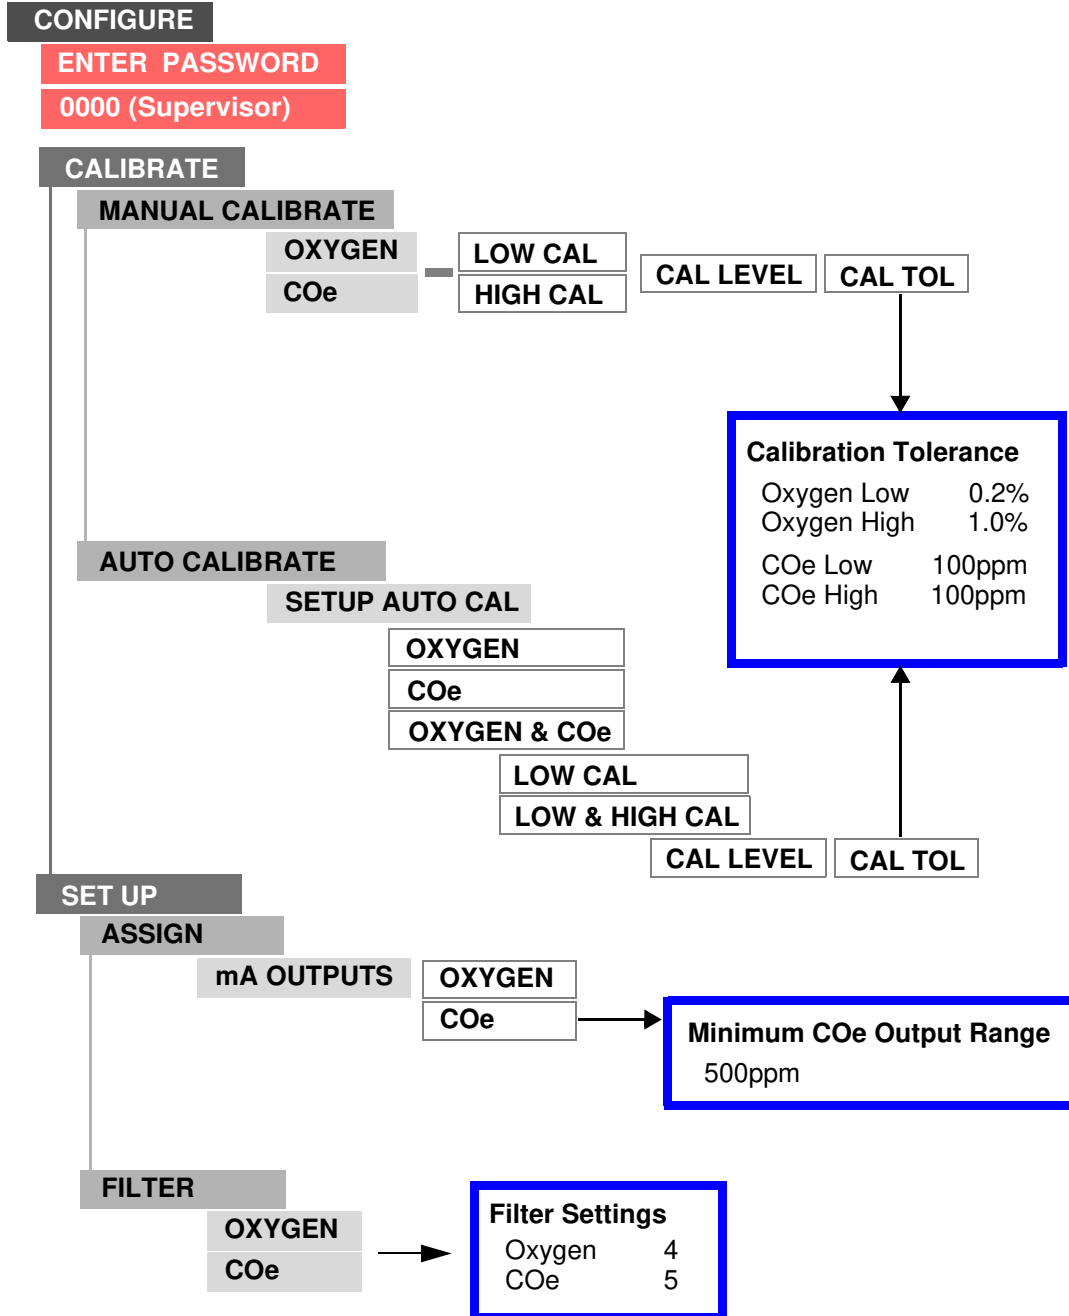 CONFIGURE
ENTER PASSWORD
0000 (Supervisor)
CALIBRATE
MANUAL CALIBRATE
OXYGEN
COe
LOW CAL
HIGH CAL
CAL LEVEL
CAL TOL
Calibration Tolerance
Oxygen Low 0.2%
Oxygen High 1.0%
COe Low 100ppm
COe High 100ppm
AUTO CALIBRATE
SETUP AUTO CAL
OXYGEN
COe
OXYGEN & COe
LOW CAL
LOW & HIGH CAL
CAL LEVEL
CAL TOL
SET UP
ASSIGN
mA OUTPUTS
OXYGEN
COe
Minimum COe Output Range
500ppm
FILTER
OXYGEN
COe
Filter Settings
Oxygen 4
COe 5